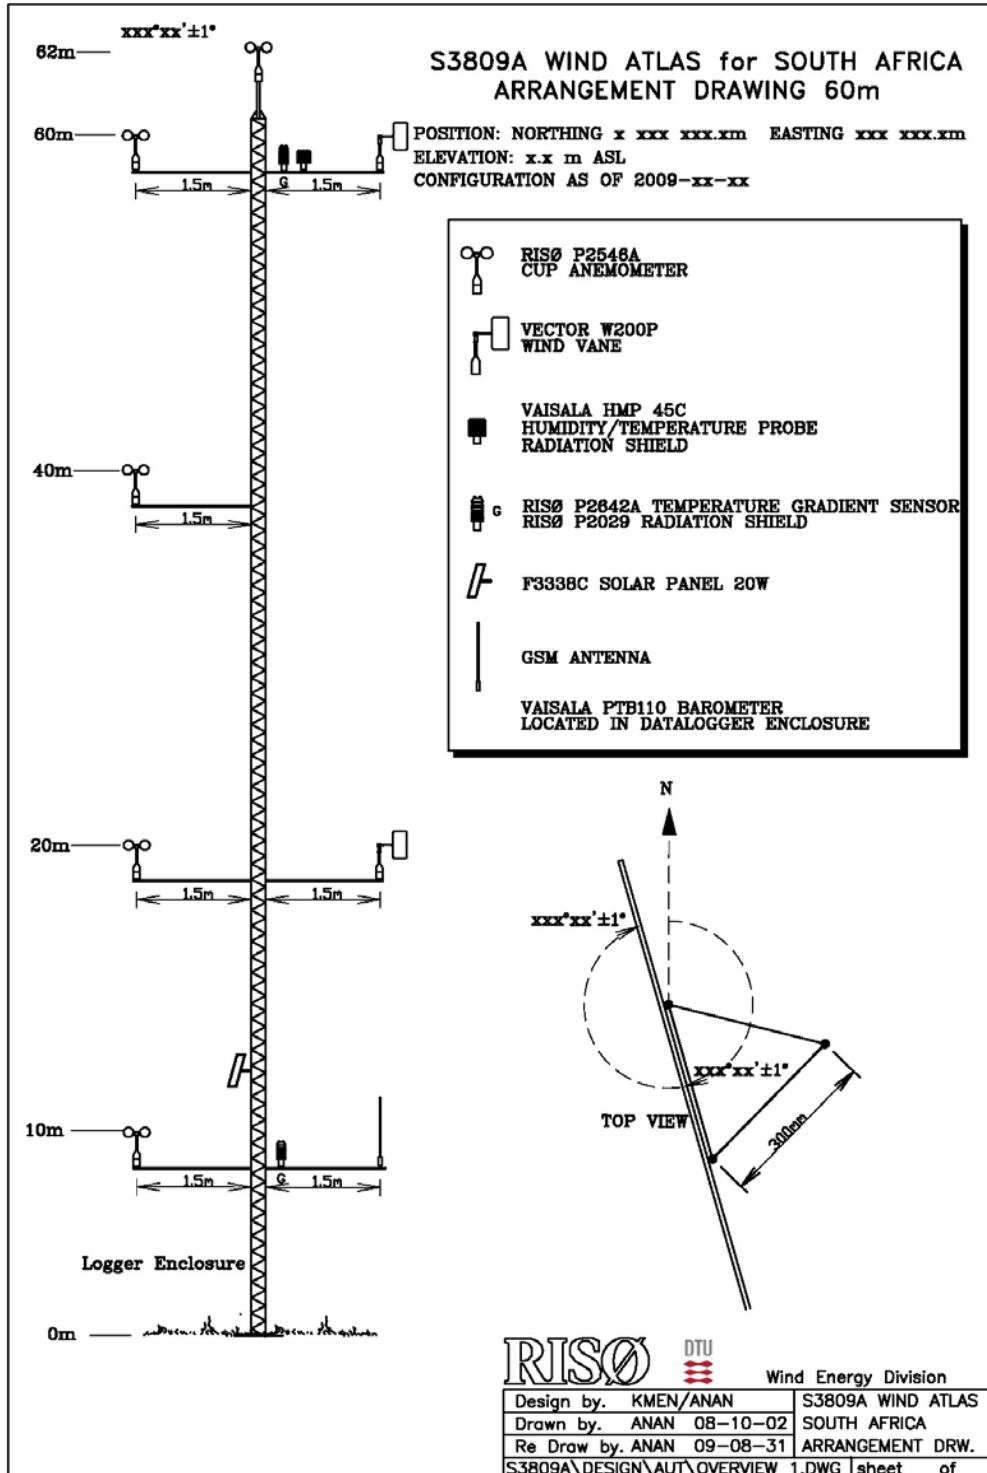 xxx°xx'±1°
62m
S3809A WIND ATLAS for SOUTH AFRICA
ARRANGEMENT DRAWING 60m
60m
POSITION: NORTHING x xxx xxx.xm EASTING xxx xxx.xm
ELEVATION: x.x m ASL
CONFIGURATION AS OF 2009-xx-xx
1.5m G 1.5m
RISØ P2546A
CUP ANEMOMETER
VECTOR W200P
WIND VANE
VAISALA HMP 45C
HUMIDITY/TEMPERATURE PROBE
RADIATION SHIELD
40m
1.5m
G RISØ P2642A TEMPERATURE GRADIENT SENSOR
RISØ P2029 RADIATION SHIELD
F3338C SOLAR PANEL 20W
GSM ANTENNA
VAISALA PTB110 BAROMETER
LOCATED IN DATALOGGER ENCLOSURE
N
20m
1.5m 1.5m
xxx°xx'±1°
xxx°xx'±1°
TOP VIEW
300mm
10m
1.5m G 1.5m
Logger Enclosure
0m
RISØ DTU
Wind Energy Division
Design by. KMEN/ANAN S3809A WIND ATLAS
Drawn by. ANAN 08-10-02 SOUTH AFRICA
Re Draw by. ANAN 09-08-31 ARRANGEMENT DRW.
S3809A\DESIGN\AUT\OVERVIEW 1.DWG sheet of